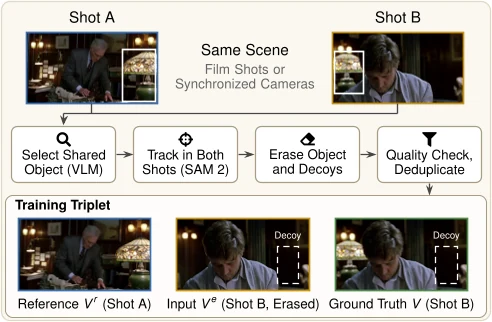 Shot A
Shot B
Same Scene
Film Shots or
Synchronized Cameras
Select Shared
Object (VLM)
Track in Both
Shots (SAM 2)
Erase Object
and Decoys
Quality Check,
Deduplicate
Training Triplet
Decoy
Decoy
Reference Vʳ (Shot A)
Input Vᵉ (Shot B, Erased)
Ground Truth V (Shot B)